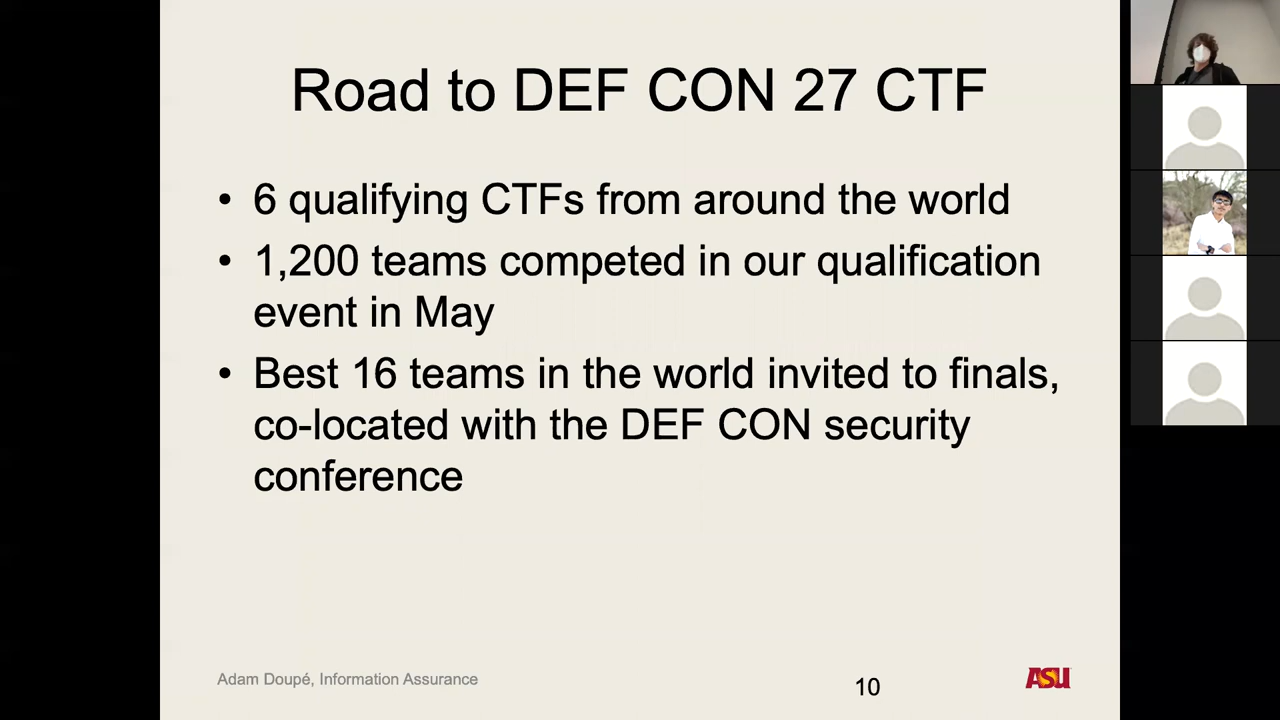 Road to DEF CON 27 CTF
• 6 qualifying CTFs from around the world
• 1,200 teams competed in our qualification
event in May
• Best 16 teams in the world invited to finals,
co-located with the DEF CON security
conference
Adam Doupé, Information Assurance
10
ASU